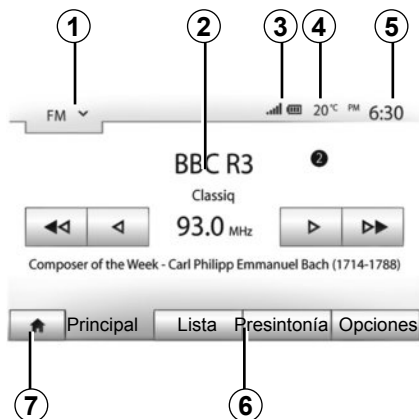 1 2 3 4 5
FM 20°C PM 6:30
BBC R3 2
Classiq
93.0 MHz
Composer of the Week - Carl Philipp Emmanuel Bach (1714-1788)
Principal Lista Presintonía Opciones
7 6